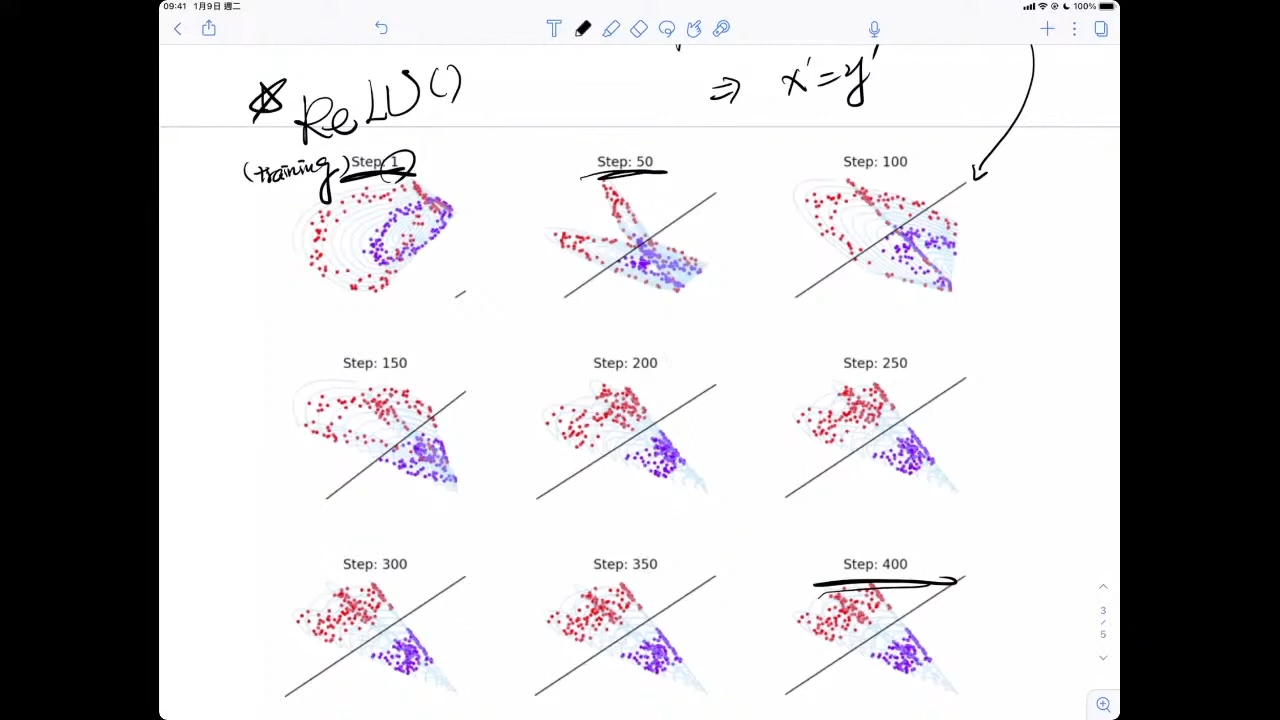 09:41 1月9日 週二 100%
⇒ x'=y'
☆ ReLU()
(training) Step: 1 Step: 50 Step: 100
Step: 150 Step: 200 Step: 250
Step: 300 Step: 350 Step: 400
3
/
5